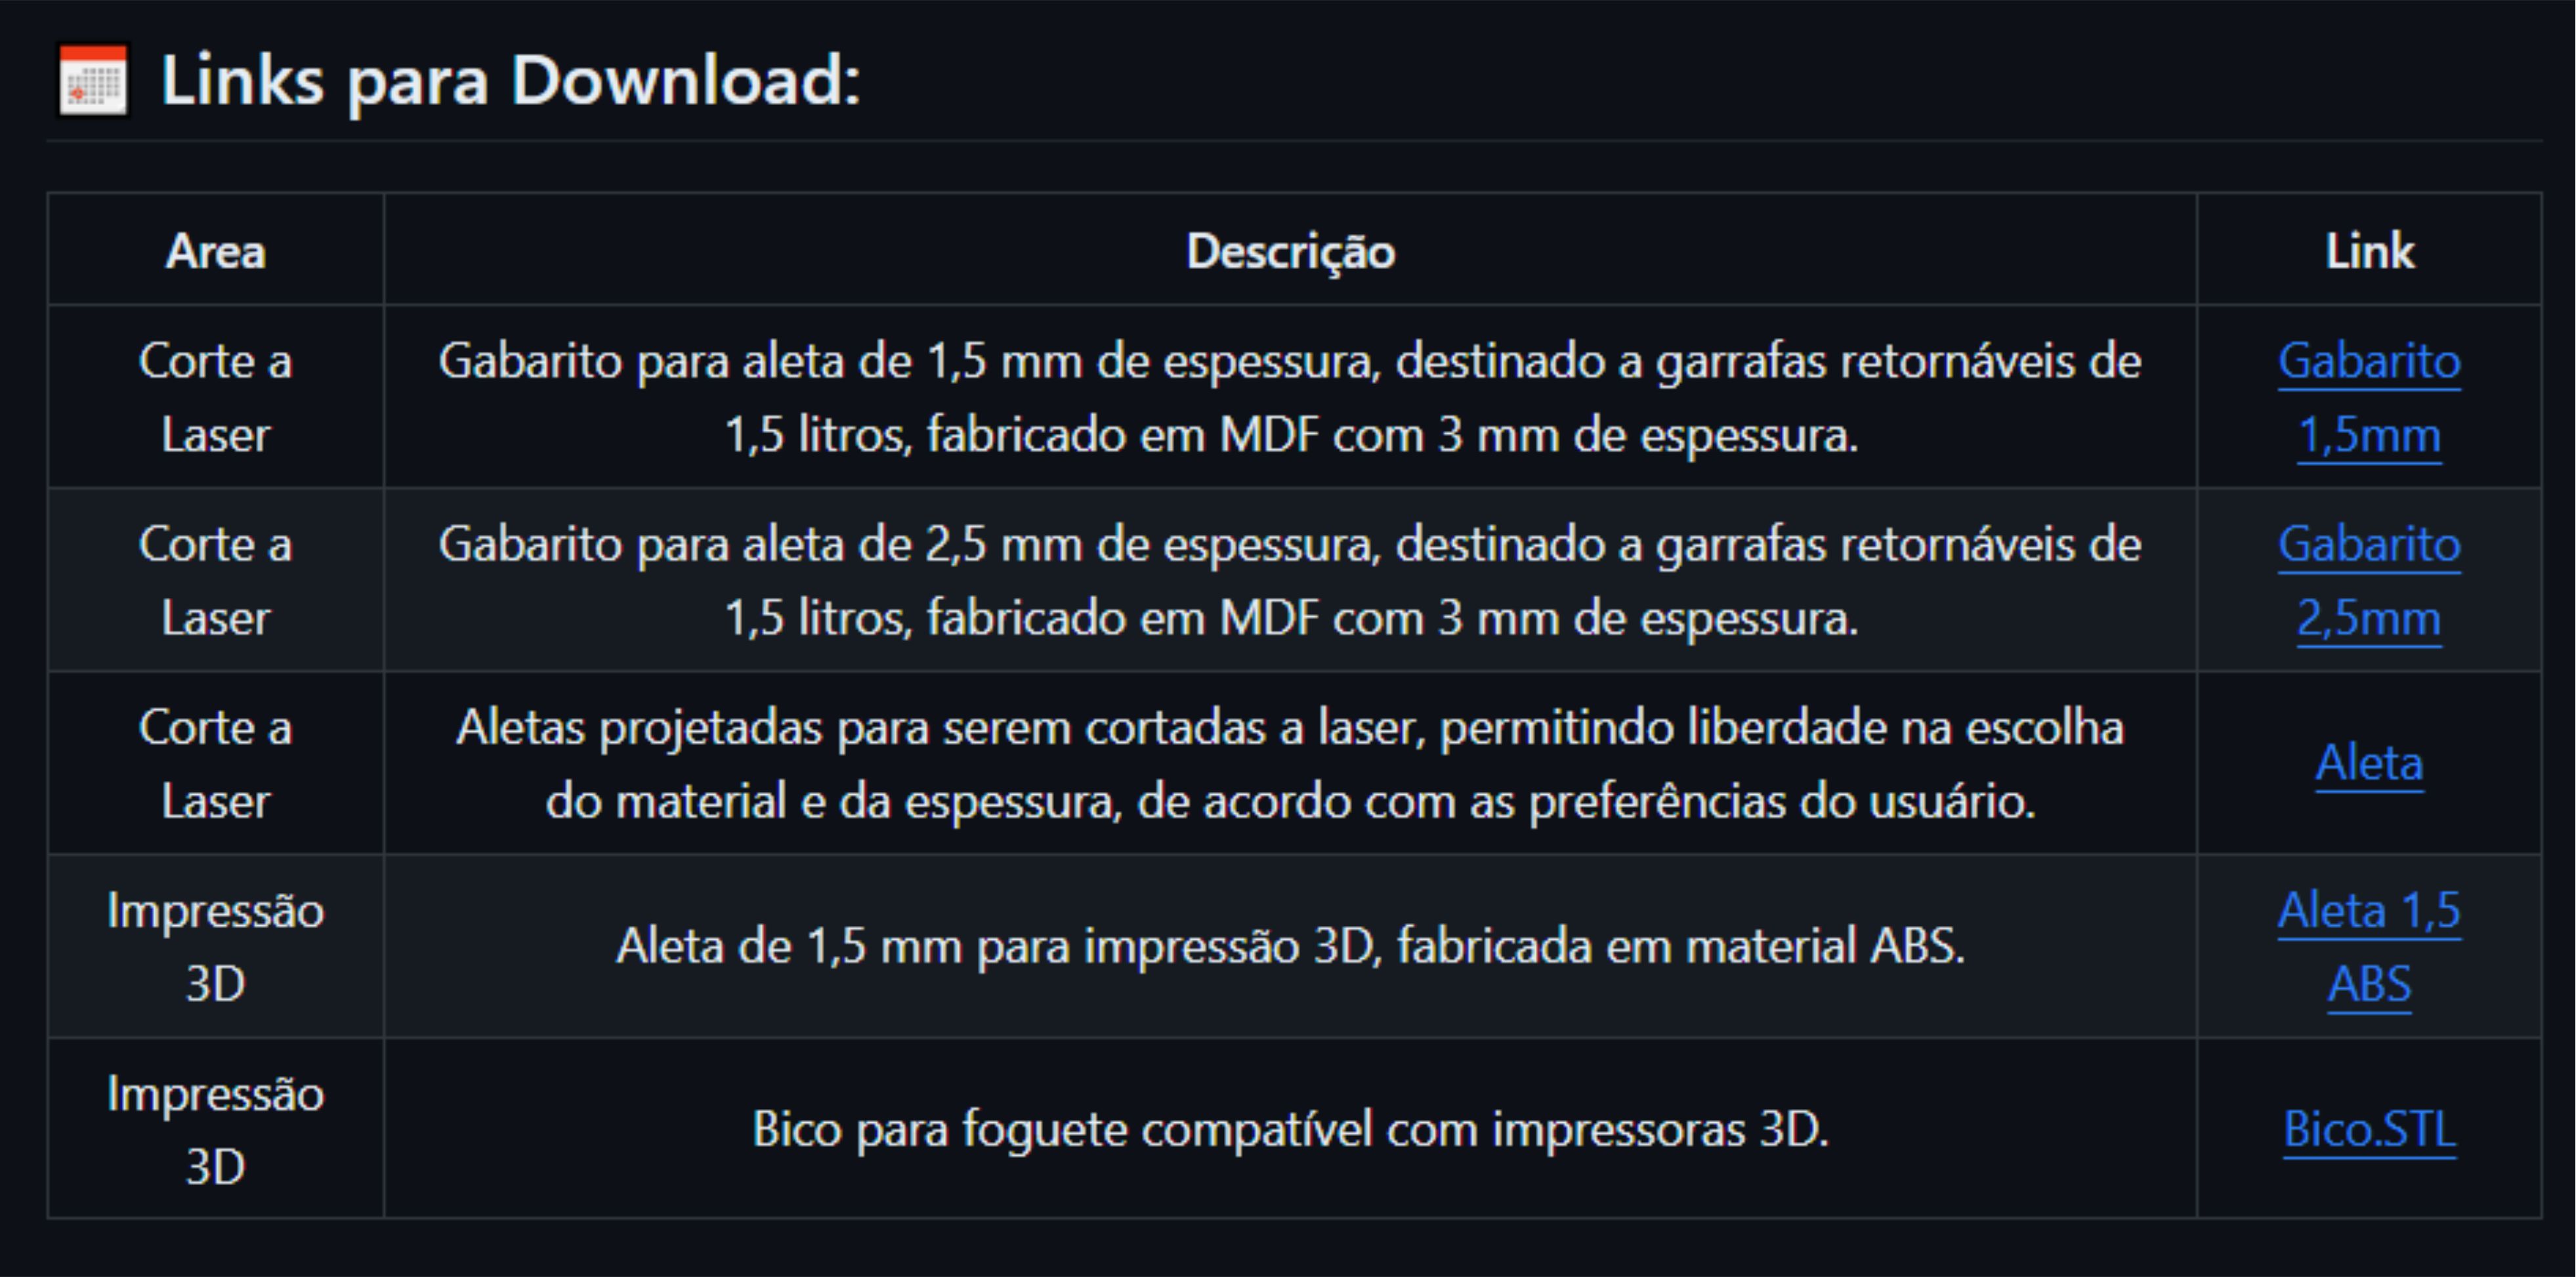 Links para Download:
Area
Descrição
Link
Corte a
Laser
Gabarito para aleta de 1,5 mm de espessura, destinado a garrafas retornáveis de
1,5 litros, fabricado em MDF com 3 mm de espessura.
Gabarito
1,5mm
Corte a
Laser
Gabarito para aleta de 2,5 mm de espessura, destinado a garrafas retornáveis de
1,5 litros, fabricado em MDF com 3 mm de espessura.
Gabarito
2,5mm
Corte a
Laser
Aletas projetadas para serem cortadas a laser, permitindo liberdade na escolha
do material e da espessura, de acordo com as preferências do usuário.
Aleta
Impressão
3D
Aleta de 1,5 mm para impressão 3D, fabricada em material ABS.
Aleta 1,5
ABS
Impressão
3D
Bico para foguete compatível com impressoras 3D.
Bico.STL